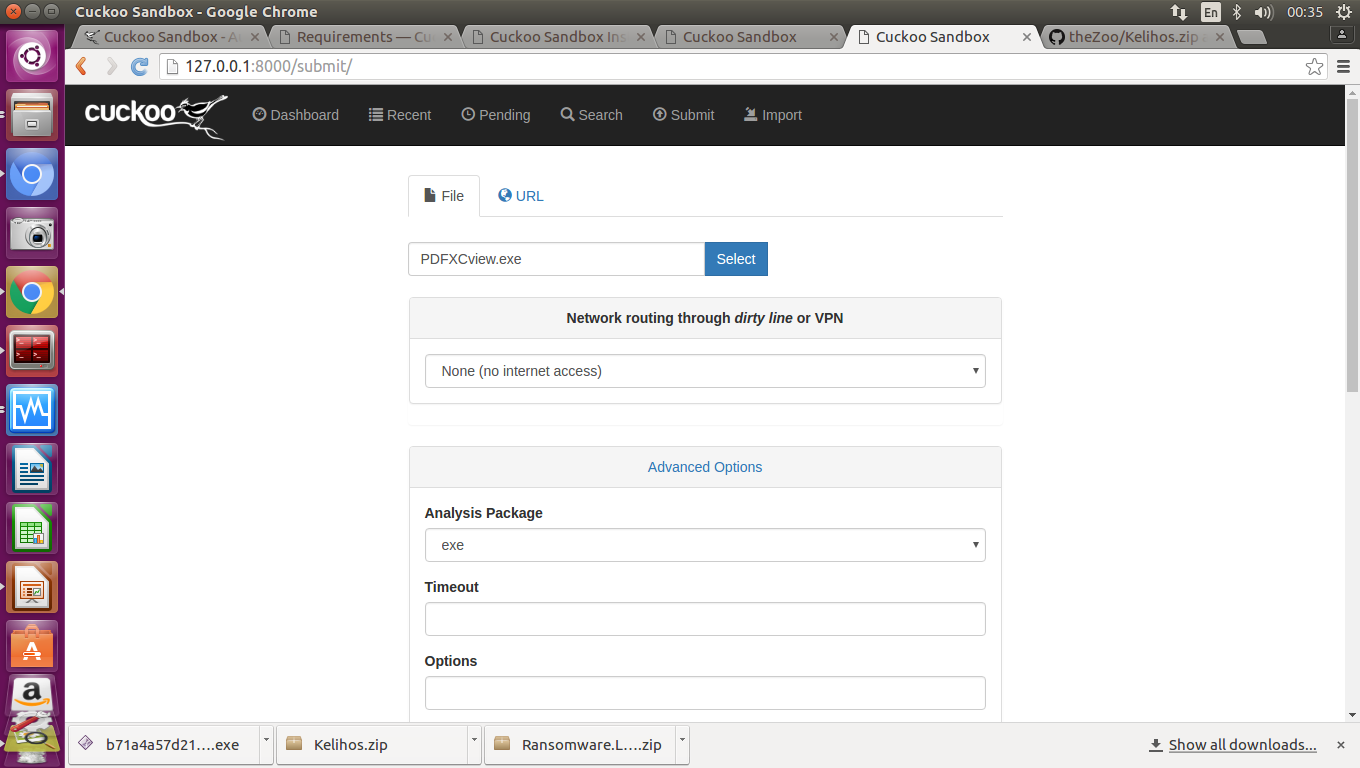 Cuckoo Sandbox - Google Chrome
En
00:35
Cuckoo Sandbox - A
Requirements — Cu
Cuckoo Sandbox Ins
Cuckoo Sandbox
Cuckoo Sandbox
theZoo/Kelihos.zip
127.0.0.1:8000/submit/
cuckoo
Dashboard
Recent
Pending
Search
Submit
Import
File
URL
PDFXCview.exe
Select
Network routing through dirty line or VPN
None (no internet access)
Advanced Options
Analysis Package
exe
Timeout
Options
b71a4a57d21....exe
Kelihos.zip
Ransomware.L....zip
Show all downloads...